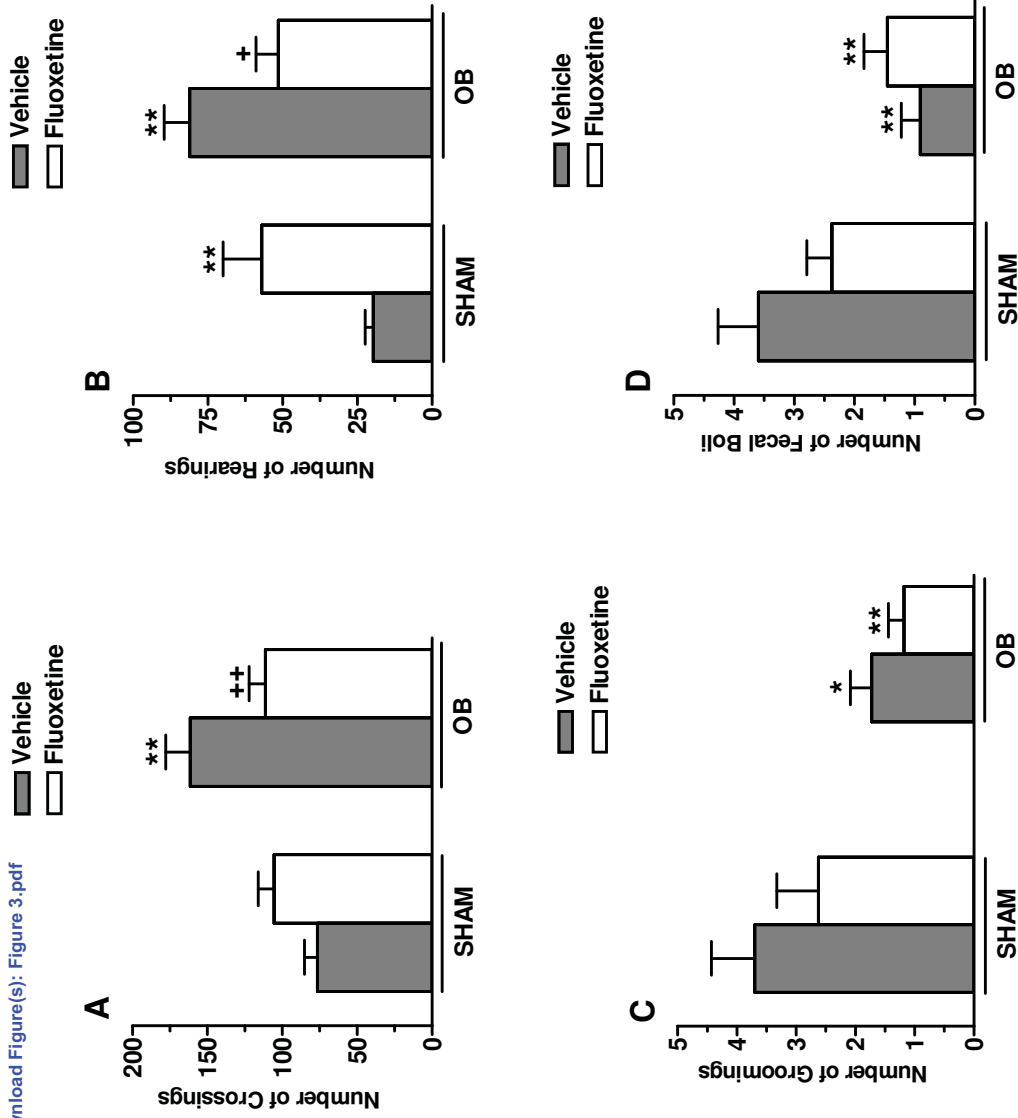 wnload Figure(s): Figure 3.pdf
A
Vehicle
Fluoxetine
Number of Crossings
200
150
100
50
0
**
++
SHAM
OB
B
Vehicle
Fluoxetine
Number of Rearings
100
75
50
25
0
**
**
+
SHAM
OB
C
Vehicle
Fluoxetine
Number of Groomings
5
4
3
2
1
0
*
**
SHAM
OB
D
Vehicle
Fluoxetine
Number of Fecal Boli
5
4
3
2
1
0
**
**
SHAM
OB